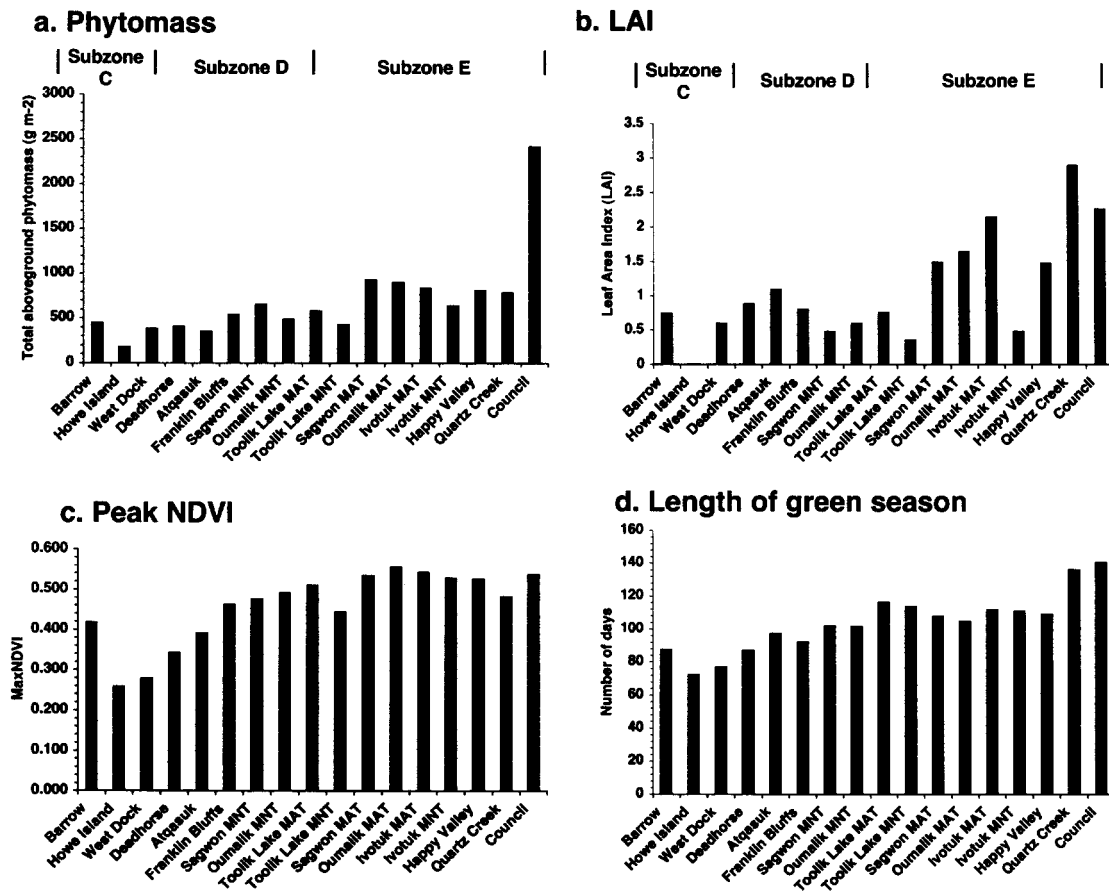 a. Phytomass
Subzone C
Subzone D
Subzone E
Total aboveground phytomass (g m-2)
3000
2500
2000
1500
1000
500
0
Barrow
Howe Island
West Dock
Deadhorse
Atqasuk
Franklin Bluffs
Sagwon MNT
Oumalik MNT
Toolik Lake MAT
Toolik Lake MNT
Sagwon MAT
Oumalik MAT
Ivotuk MAT
Ivotuk MNT
Happy Valley
Quartz Creek
Council
b. LAI
Subzone C
Subzone D
Subzone E
Leaf Area Index (LAI)
3.5
3
2.5
2
1.5
1
0.5
0
Barrow
Howe Island
West Dock
Deadhorse
Atqasuk
Franklin Bluffs
Sagwon MNT
Oumalik MNT
Toolik Lake MAT
Toolik Lake MNT
Sagwon MAT
Oumalik MAT
Ivotuk MAT
Ivotuk MNT
Happy Valley
Quartz Creek
Council
c. Peak NDVI
MaxNDVI
0.600
0.500
0.400
0.300
0.200
0.100
0.000
Barrow
Howe Island
West Dock
Deadhorse
Atqasuk
Franklin Bluffs
Sagwon MNT
Oumalik MNT
Toolik Lake MAT
Toolik Lake MNT
Sagwon MAT
Oumalik MAT
Ivotuk MAT
Ivotuk MNT
Happy Valley
Quartz Creek
Council
d. Length of green season
Number of days
160
140
120
100
80
60
40
20
0
Barrow
Howe Island
West Dock
Deadhorse
Atqasuk
Franklin Bluffs
Sagwon MNT
Oumalik MNT
Toolik Lake MAT
Toolik Lake MNT
Sagwon MAT
Oumalik MAT
Ivotuk MAT
Ivotuk MNT
Happy Valley
Quartz Creek
Council